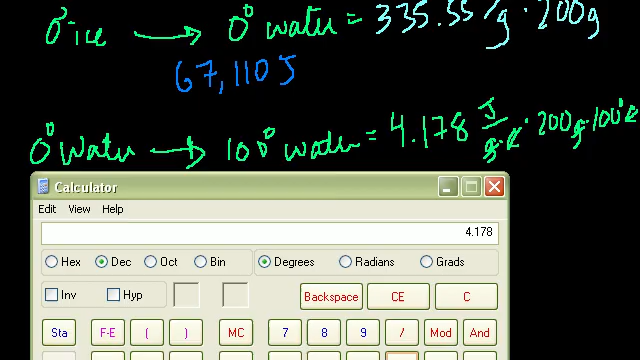 0° ice → 0° water = 335.55 J/g · 200g
67,110 J
0° Water → 100° water = 4.178 J/g·K · 200g · 100°K
Calculator
Edit View Help
4.178
Hex Dec Oct Bin Degrees Radians Grads
Inv Hyp Backspace CE C
Sta F-E ( ) MC 7 8 9 / Mod And